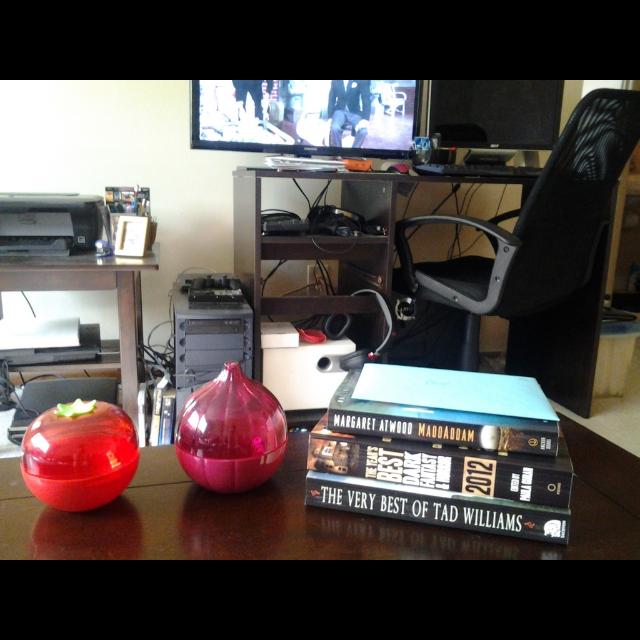 MARGARET ATWOOD MADDADDAM
THE YEAR'S BEST DARK FANTASY & HORROR 2012
THE VERY BEST OF TAD WILLIAMS